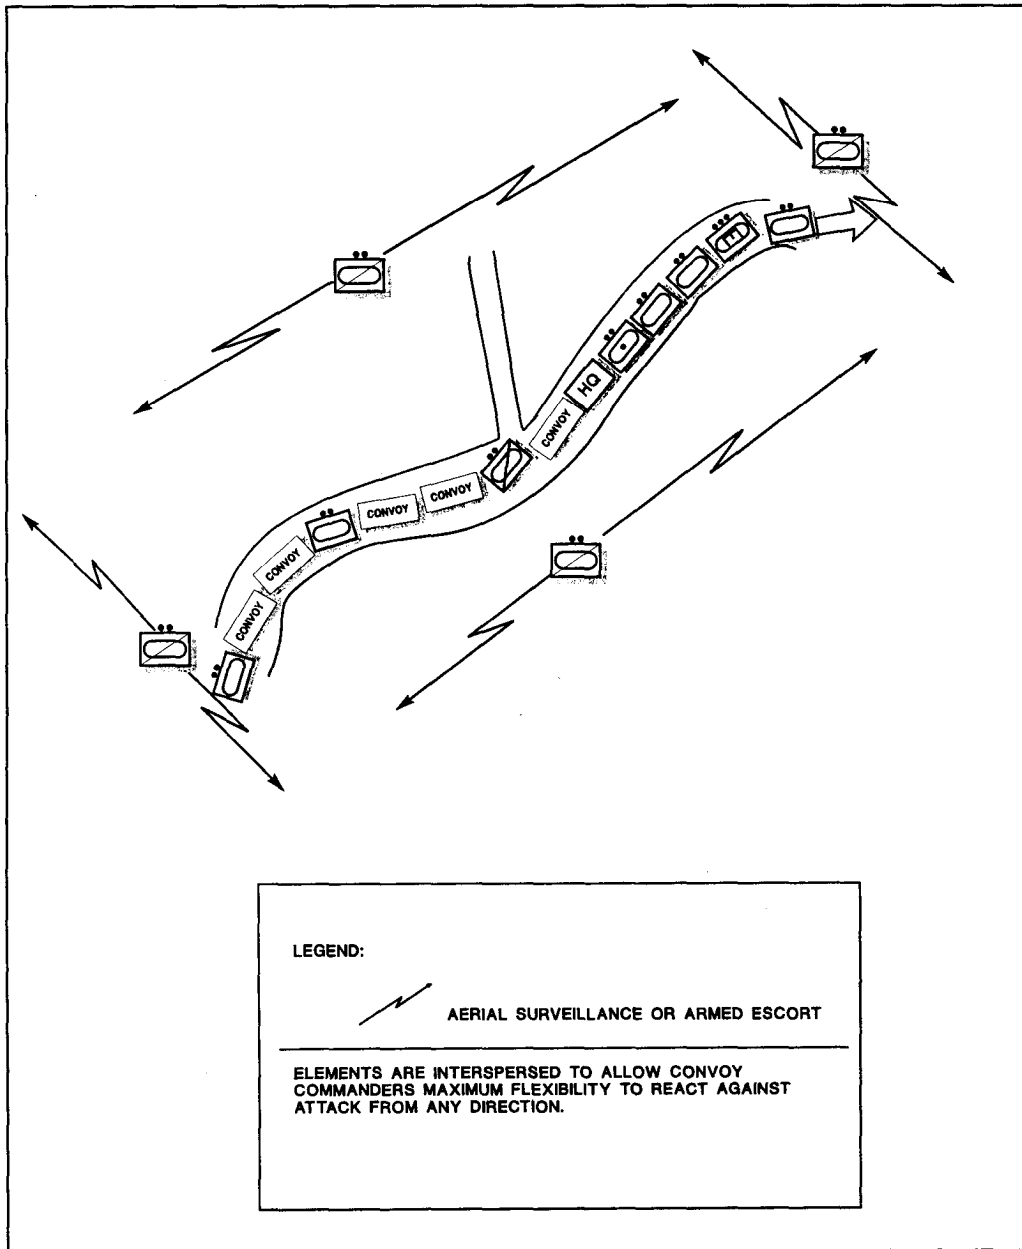 HQ
CONVOY
CONVOY
CONVOY
CONVOY
CONVOY
LEGEND:
AERIAL SURVEILLANCE OR ARMED ESCORT
ELEMENTS ARE INTERSPERSED TO ALLOW CONVOY
COMMANDERS MAXIMUM FLEXIBILITY TO REACT AGAINST
ATTACK FROM ANY DIRECTION.